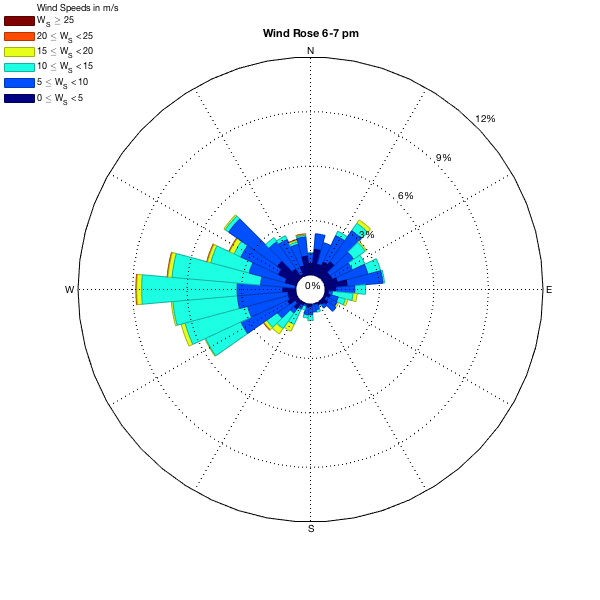 Wind Speeds in m/s
W_S ≥ 25
20 ≤ W_S < 25
15 ≤ W_S < 20
10 ≤ W_S < 15
5 ≤ W_S < 10
0 ≤ W_S < 5
Wind Rose 6-7 pm
N
12%
9%
6%
3%
0%
W
E
S